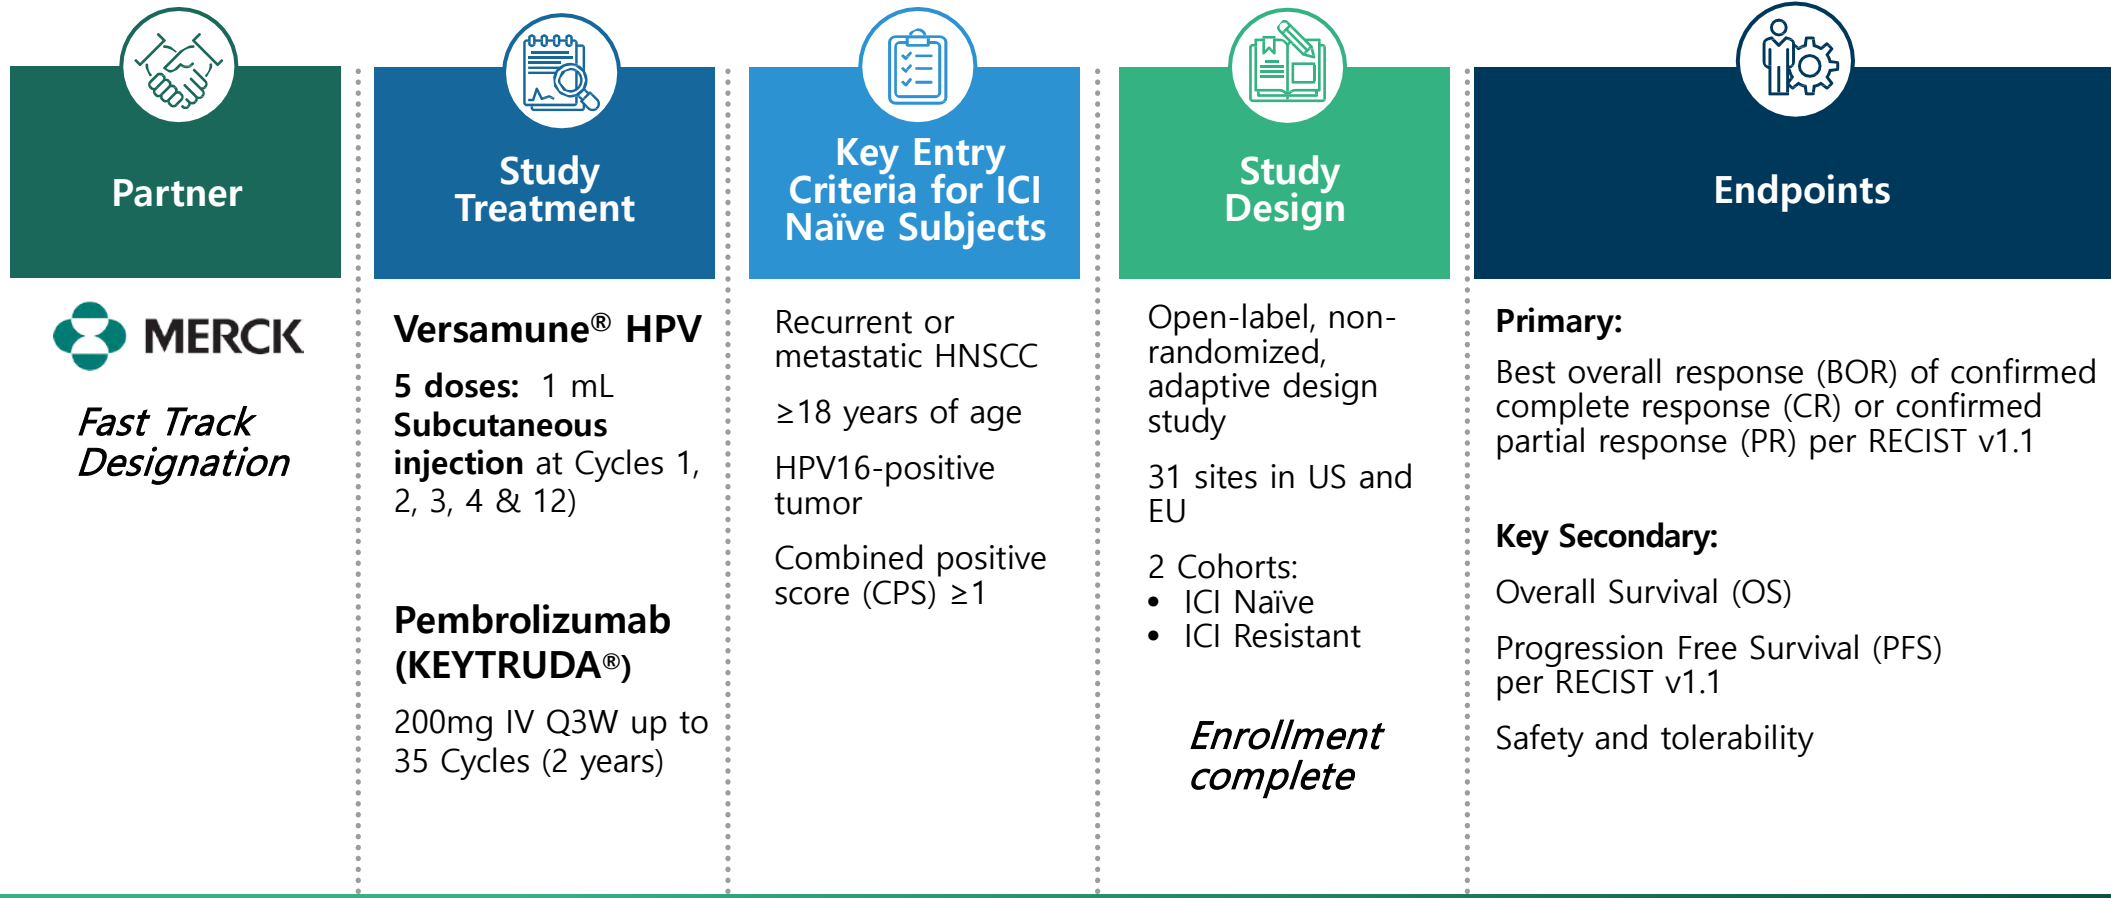 Partner
MERCK
Fast Track
Designation
Study
Treatment
Versamune® HPV
5 doses: 1 mL
Subcutaneous
injection at Cycles 1,
2, 3, 4 & 12)
Pembrolizumab
(KEYTRUDA®)
200mg IV Q3W up to
35 Cycles (2 years)
Key Entry
Criteria for ICI
Naïve Subjects
Recurrent or
metastatic HNSCC
≥18 years of age
HPV16-positive
tumor
Combined positive
score (CPS) ≥1
Study
Design
Open-label, non-
randomized,
adaptive design
study
31 sites in US and
EU
2 Cohorts:
• ICI Naïve
• ICI Resistant
Enrollment
complete
Endpoints
Primary:
Best overall response (BOR) of confirmed
complete response (CR) or confirmed
partial response (PR) per RECIST v1.1
Key Secondary:
Overall Survival (OS)
Progression Free Survival (PFS)
per RECIST v1.1
Safety and tolerability